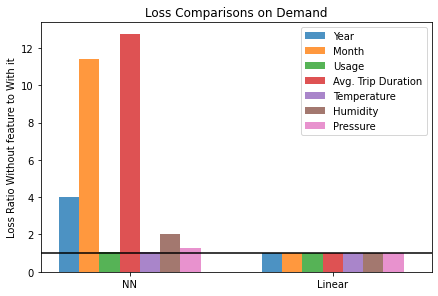 Loss Comparisons on Demand
Loss Ratio Without feature to With it
12
10
8
6
4
2
0
Year
Month
Usage
Avg. Trip Duration
Temperature
Humidity
Pressure
NN
Linear